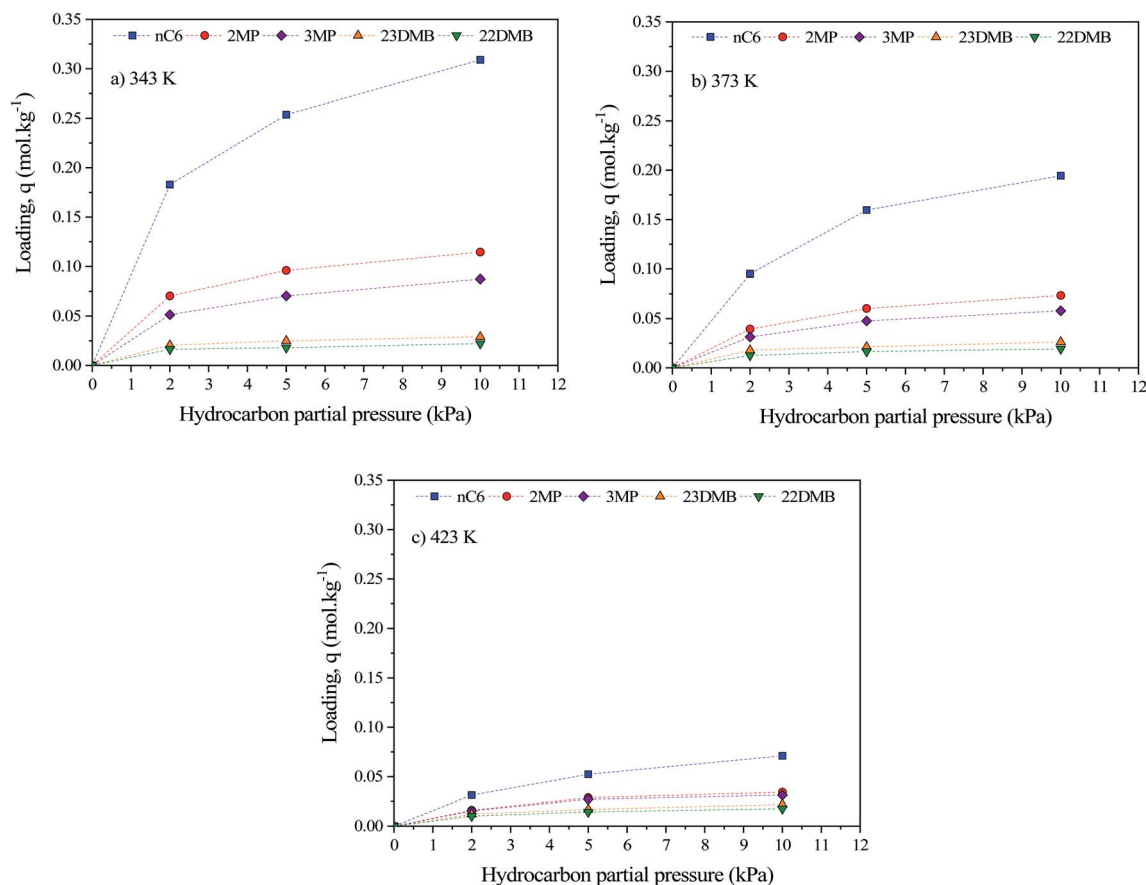 nC6 2MP 3MP 23DMB 22DMB
a) 343 K
0.35
0.30
0.25
0.20
0.15
0.10
0.05
0.00
Loading, q (mol.kg⁻¹)
0 1 2 3 4 5 6 7 8 9 10 11 12
Hydrocarbon partial pressure (kPa)
nC6 2MP 3MP 23DMB 22DMB
b) 373 K
0.35
0.30
0.25
0.20
0.15
0.10
0.05
0.00
Loading, q (mol.kg⁻¹)
0 1 2 3 4 5 6 7 8 9 10 11 12
Hydrocarbon partial pressure (kPa)
nC6 2MP 3MP 23DMB 22DMB
c) 423 K
0.35
0.30
0.25
0.20
0.15
0.10
0.05
0.00
Loading, q (mol.kg⁻¹)
0 1 2 3 4 5 6 7 8 9 10 11 12
Hydrocarbon partial pressure (kPa)